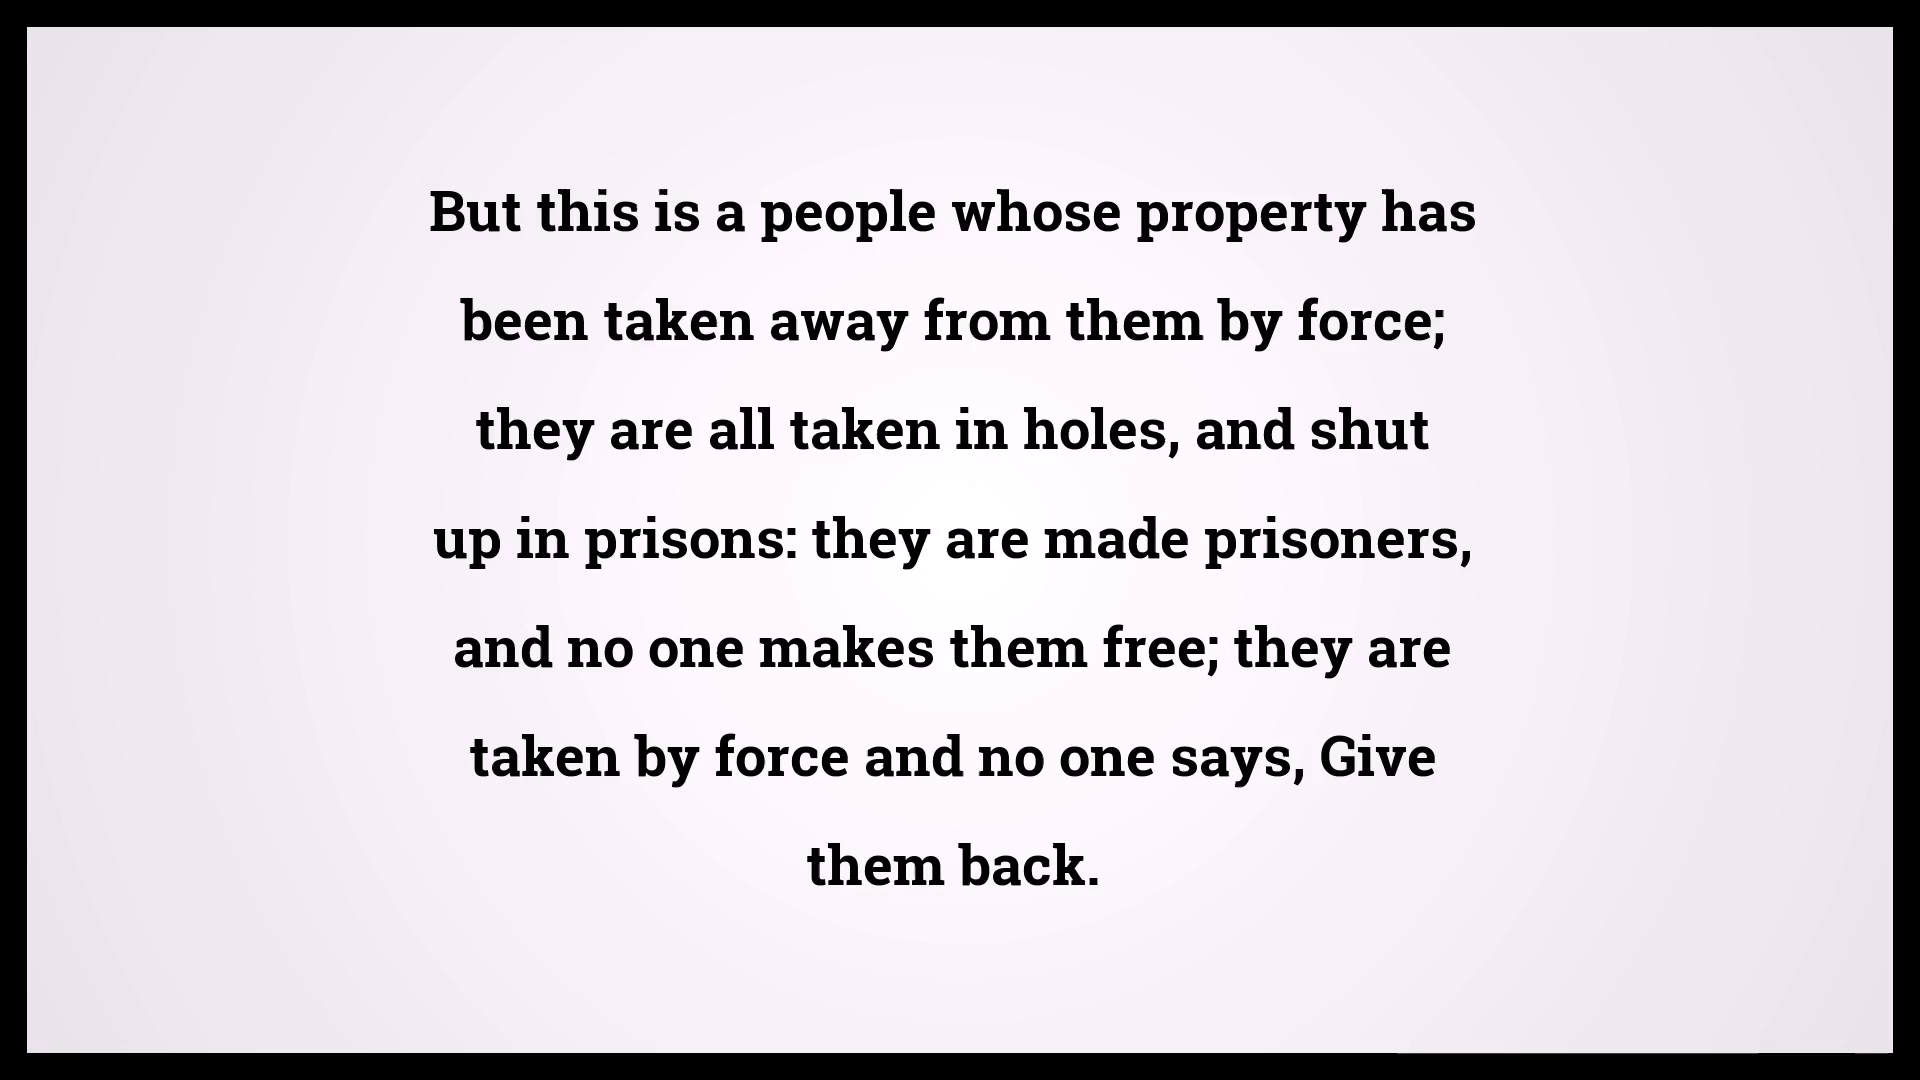 But this is a people whose property has
been taken away from them by force;
they are all taken in holes, and shut
up in prisons: they are made prisoners,
and no one makes them free; they are
taken by force and no one says, Give
them back.